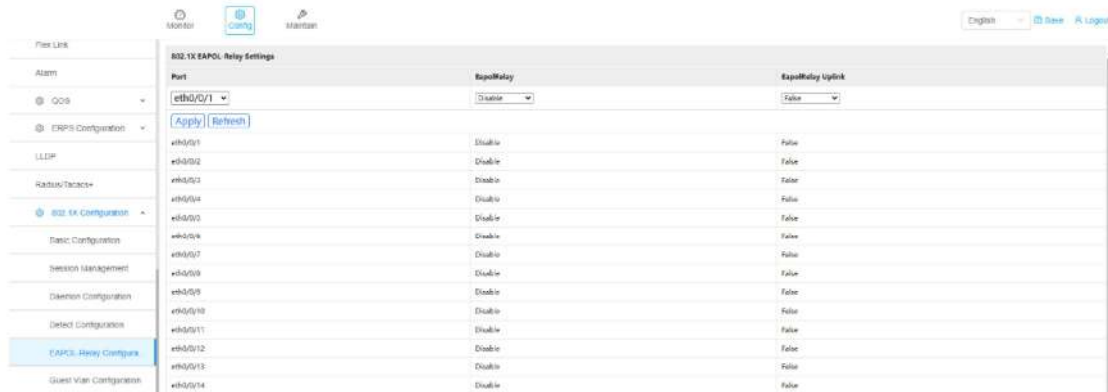 Monitor
Config
Maintain
English
Save
Logout
Flex Link
Alarm
QOS
ERPS Configuration
LLDP
Radius/Tacacs+
802.1X Configuration
Basic Configuration
Session Management
Daemon Configuration
Detect Configuration
EAPOL-Relay Configura
Guest Vlan Configuration
802.1X EAPOL-Relay Settings
Port EapolRelay EapolRelay Uplink
eth0/0/1 Disable False
Apply Refresh
eth0/0/1 Disable False
eth0/0/2 Disable False
eth0/0/3 Disable False
eth0/0/4 Disable False
eth0/0/5 Disable False
eth0/0/6 Disable False
eth0/0/7 Disable False
eth0/0/8 Disable False
eth0/0/9 Disable False
eth0/0/10 Disable False
eth0/0/11 Disable False
eth0/0/12 Disable False
eth0/0/13 Disable False
eth0/0/14 Disable False